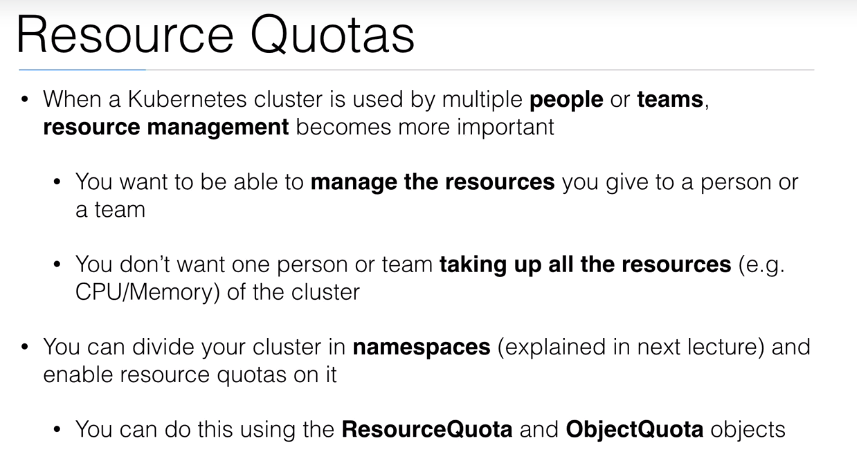 Resource Quotas
• When a Kubernetes cluster is used by multiple people or teams,
resource management becomes more important
• You want to be able to manage the resources you give to a person or
a team
• You don’t want one person or team taking up all the resources (e.g.
CPU/Memory) of the cluster
• You can divide your cluster in namespaces (explained in next lecture) and
enable resource quotas on it
• You can do this using the ResourceQuota and ObjectQuota objects